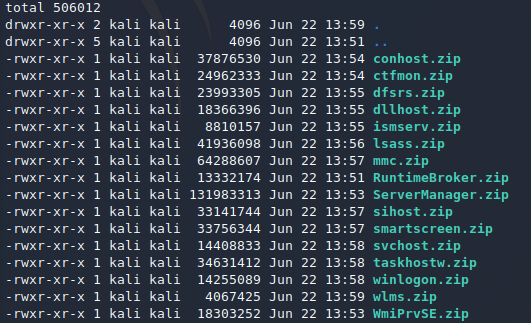 total 506012
drwxr-xr-x 2 kali kali 4096 Jun 22 13:59 .
drwxr-xr-x 5 kali kali 4096 Jun 22 13:51 ..
-rwxr-xr-x 1 kali kali 37876530 Jun 22 13:54 conhost.zip
-rwxr-xr-x 1 kali kali 24962333 Jun 22 13:54 ctfmon.zip
-rwxr-xr-x 1 kali kali 23993305 Jun 22 13:55 dfsrs.zip
-rwxr-xr-x 1 kali kali 18366396 Jun 22 13:55 dllhost.zip
-rwxr-xr-x 1 kali kali 8810157 Jun 22 13:55 ismserv.zip
-rwxr-xr-x 1 kali kali 41936098 Jun 22 13:56 lsass.zip
-rwxr-xr-x 1 kali kali 64288607 Jun 22 13:57 mmc.zip
-rwxr-xr-x 1 kali kali 13332174 Jun 22 13:51 RuntimeBroker.zip
-rwxr-xr-x 1 kali kali 131983313 Jun 22 13:53 ServerManager.zip
-rwxr-xr-x 1 kali kali 33141744 Jun 22 13:57 sihost.zip
-rwxr-xr-x 1 kali kali 33756344 Jun 22 13:57 smartscreen.zip
-rwxr-xr-x 1 kali kali 14408833 Jun 22 13:58 svchost.zip
-rwxr-xr-x 1 kali kali 34631412 Jun 22 13:58 taskhostw.zip
-rwxr-xr-x 1 kali kali 14255089 Jun 22 13:58 winlogon.zip
-rwxr-xr-x 1 kali kali 4067425 Jun 22 13:59 wlms.zip
-rwxr-xr-x 1 kali kali 18303252 Jun 22 13:53 WmiPrvSE.zip